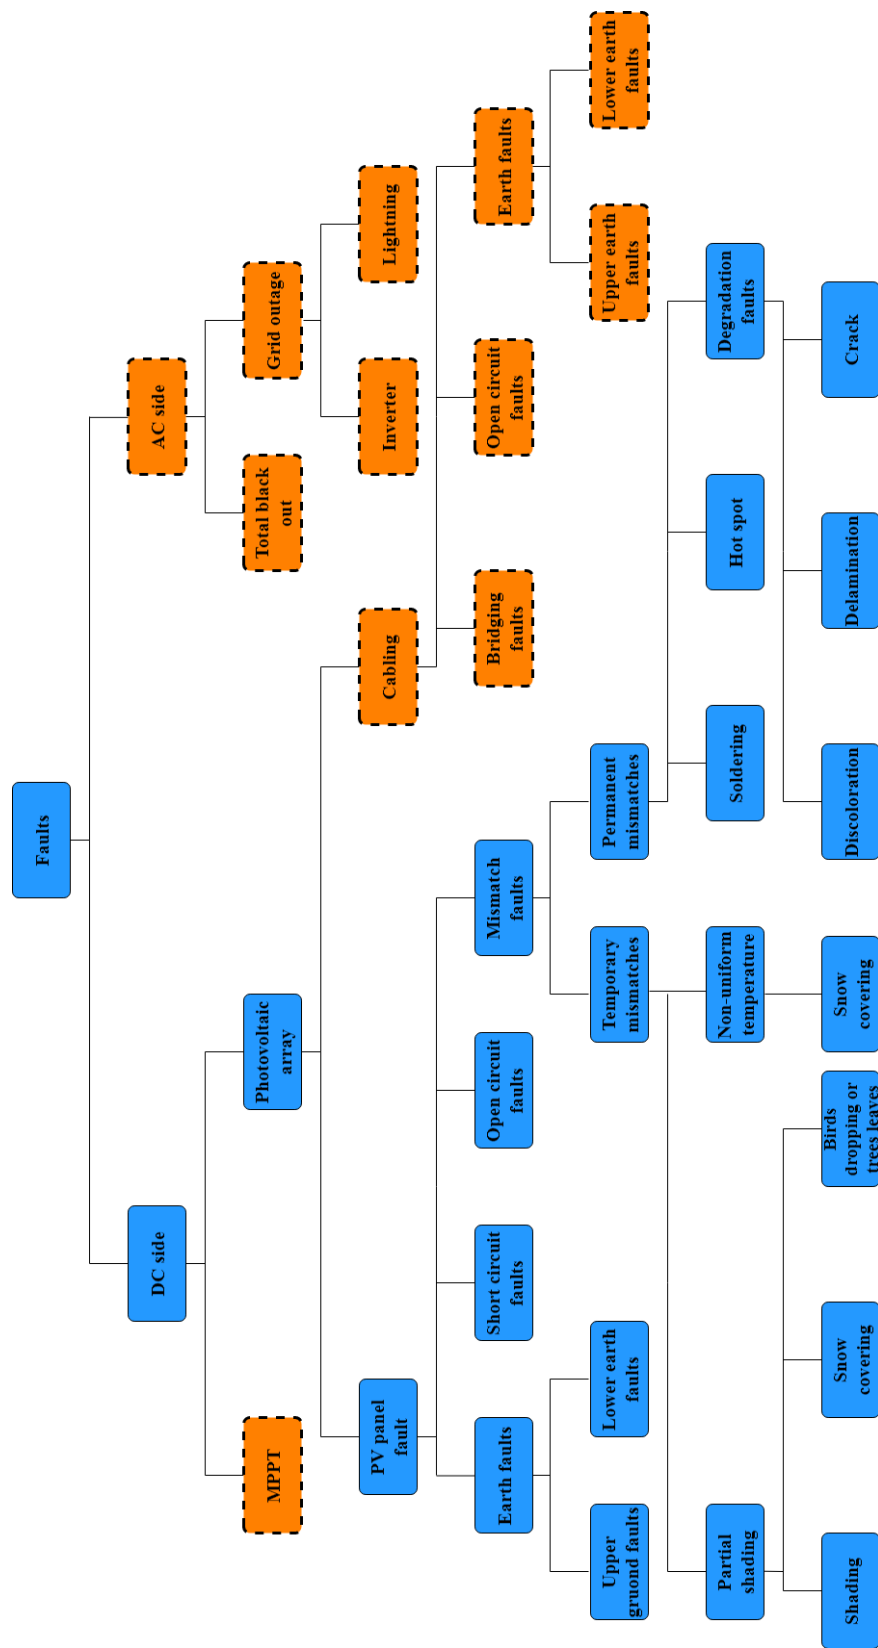 Faults
DC side
AC side
MPPT
Photovoltaic
array
Total black
out
Grid outage
PV panel
fault
Cabling
Inverter
Lightning
Earth faults
Short circuit
faults
Open circuit
faults
Mismatch
faults
Bridging
faults
Open circuit
faults
Earth faults
Upper
gruond faults
Lower earth
faults
Temporary
mismatches
Permanent
mismatches
Upper earth
faults
Lower earth
faults
Partial
shading
Non-uniform
temperature
Soldering
Hot spot
Degradation
faults
Shading
Snow
covering
Birds
dropping or
trees leaves
Snow
covering
Discoloration
Delamination
Crack